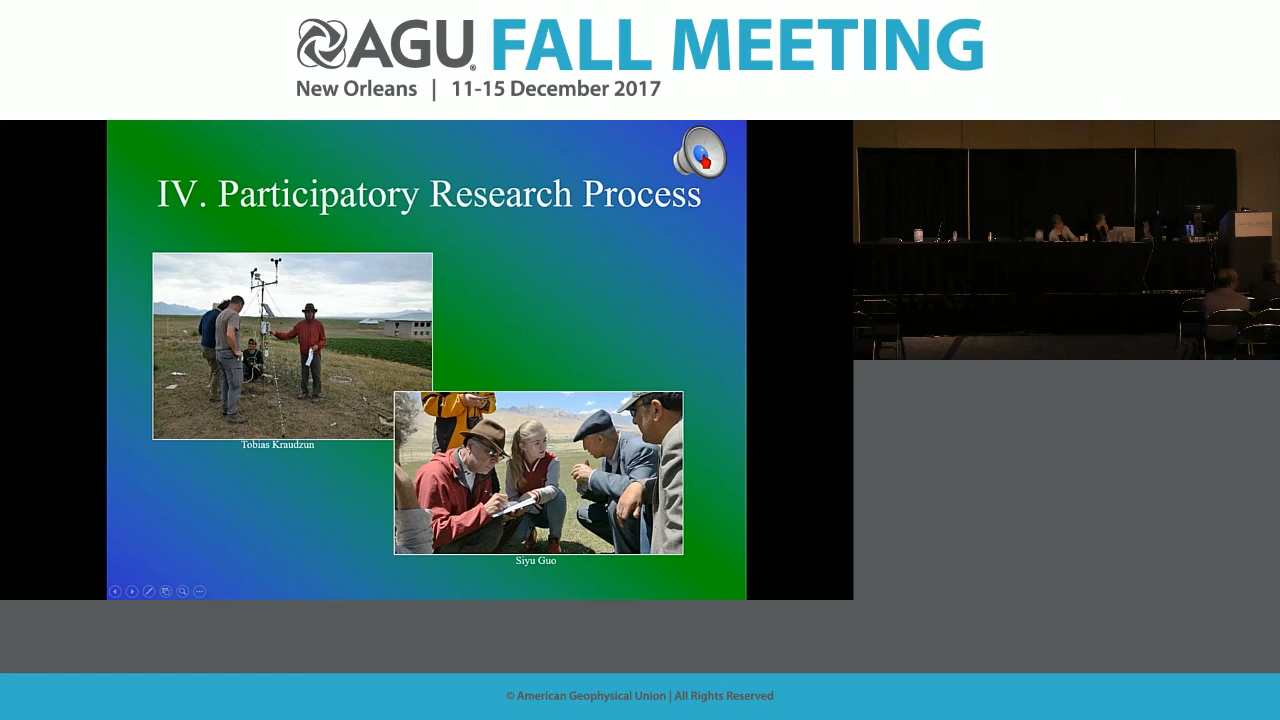 AGU FALL MEETING
New Orleans | 11-15 December 2017
IV. Participatory Research Process
Tobias Kraudzun
Siyu Guo
© American Geophysical Union | All Rights Reserved